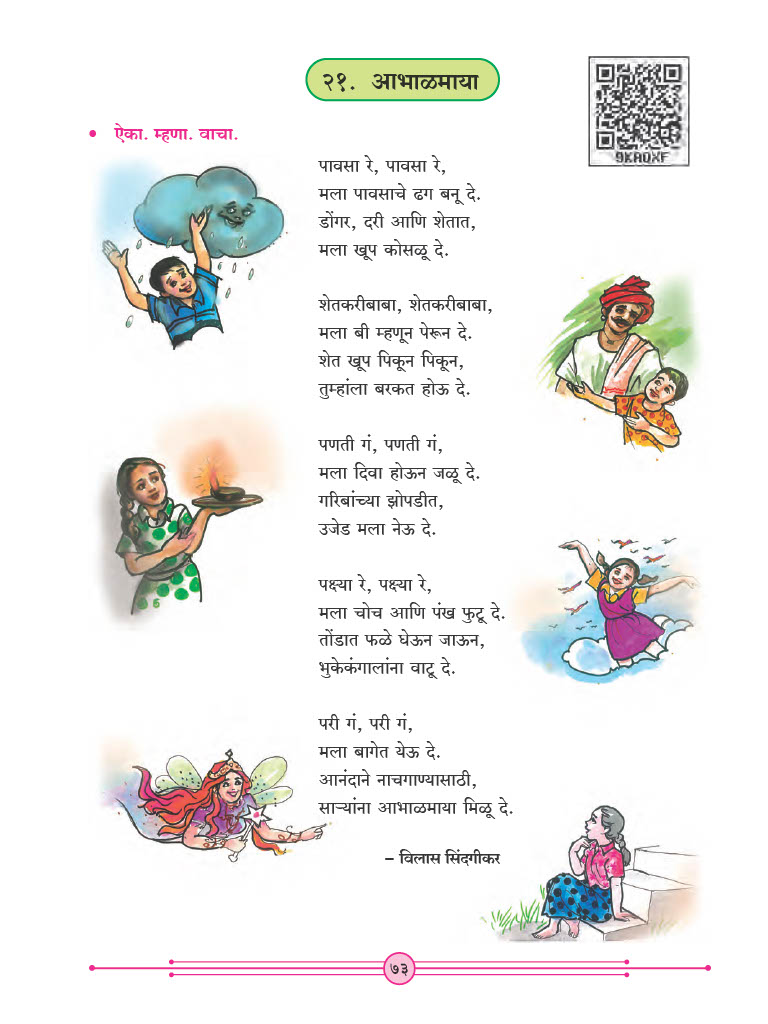 २१. आभाळमाया
9KAQXF
• ऐका. म्हणा. वाचा.
पावसा रे, पावसा रे,
मला पावसाचे ढग बनू दे.
डोंगर, दरी आणि शेतात,
मला खूप कोसळू दे.
शेतकरीबाबा, शेतकरीबाबा,
मला बी म्हणून पेरून दे.
शेत खूप पिकून पिकून,
तुम्हांला बरकत होऊ दे.
पणती गं, पणती गं,
मला दिवा होऊन जळू दे.
गरिबांच्या झोपडीत,
उजेड मला नेऊ दे.
पक्ष्या रे, पक्ष्या रे,
मला चोच आणि पंख फुटू दे.
तोंडात फळे घेऊन जाऊन,
भुकेकंगालांना वाटू दे.
परी गं, परी गं,
मला बागेत येऊ दे.
आनंदाने नाचगाण्यासाठी,
साऱ्यांना आभाळमाया मिळू दे.
– विलास सिंदगीकर
७३